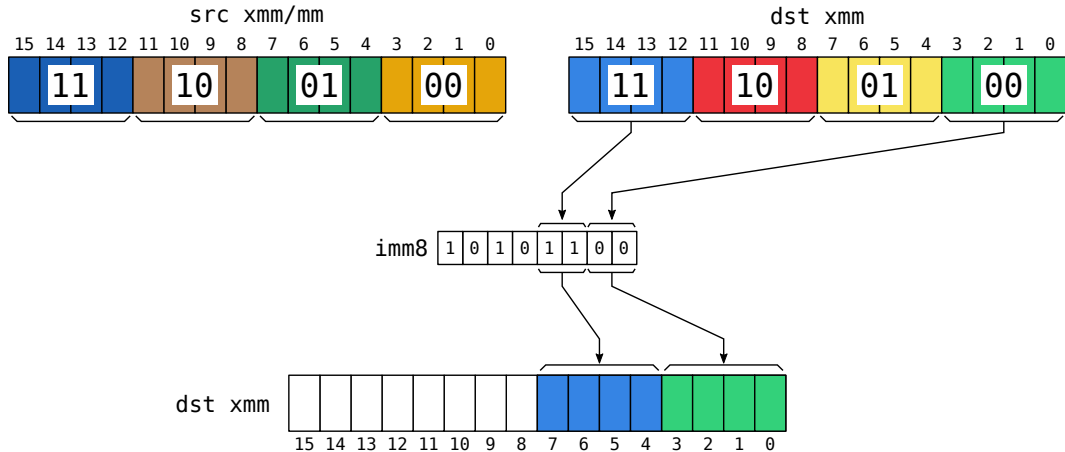 src xmm/mm dst xmm
15 14 13 12 11 10 9 8 7 6 5 4 3 2 1 0 15 14 13 12 11 10 9 8 7 6 5 4 3 2 1 0
11 10 01 00 11 10 01 00
imm8 1 0 1 0 1 1 0 0
dst xmm
15 14 13 12 11 10 9 8 7 6 5 4 3 2 1 0